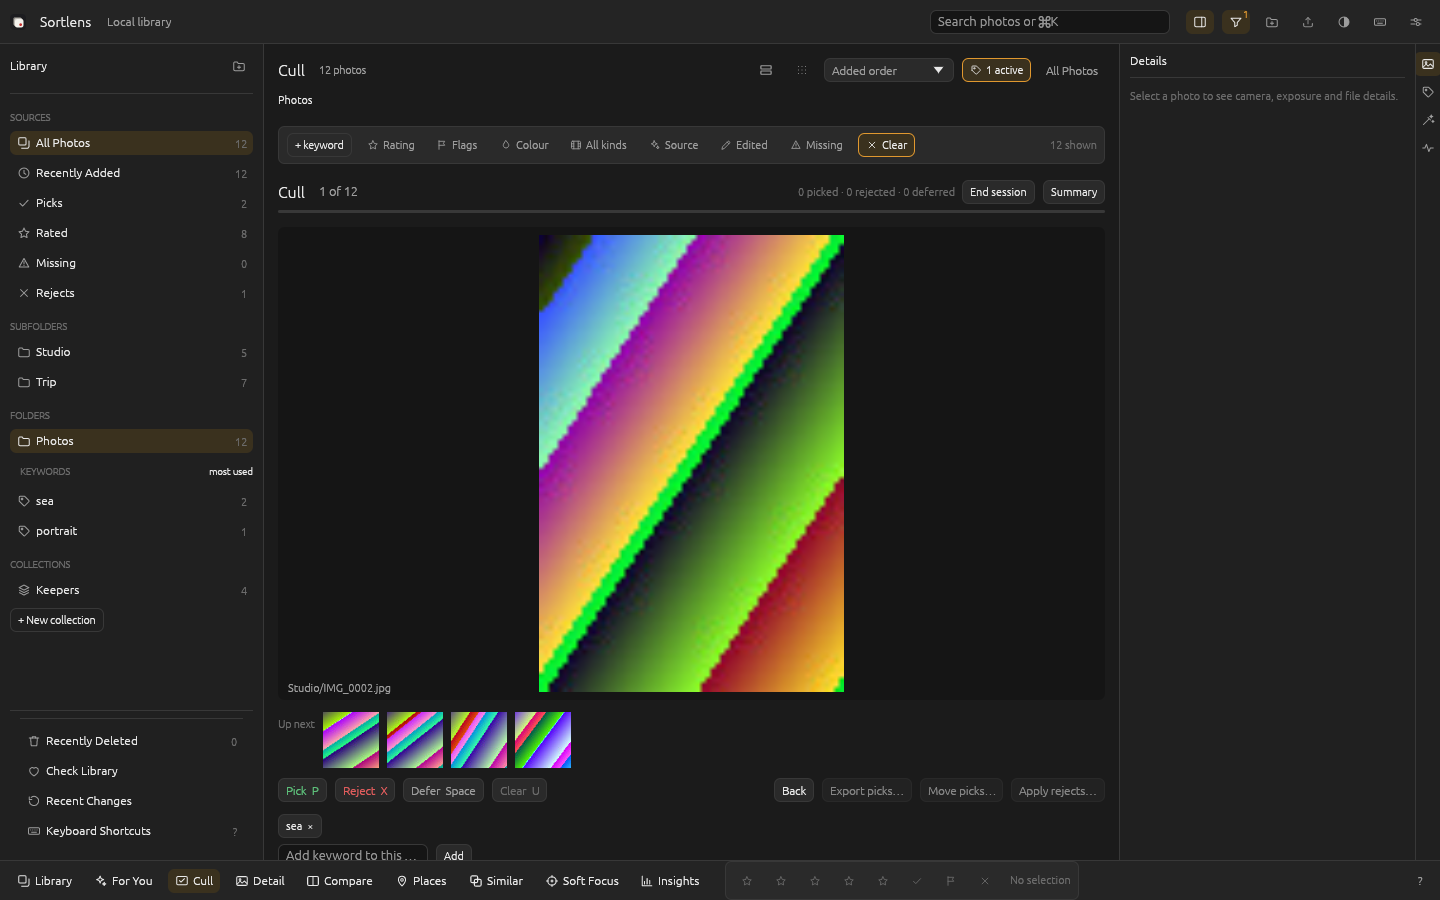 Sortlens Local library Search photos or ⌘K 1
Library
SOURCES
All Photos 12
Recently Added 12
Picks 2
Rated 8
Missing 0
Rejects 1
SUBFOLDERS
Studio 5
Trip 7
FOLDERS
Photos 12
KEYWORDS most used
sea 2
portrait 1
COLLECTIONS
Keepers 4
+ New collection
Recently Deleted 0
Check Library
Recent Changes
Keyboard Shortcuts ?
Cull 12 photos Added order 1 active All Photos
Photos
+ keyword Rating Flags Colour All kinds Source Edited Missing Clear 12 shown
Cull 1 of 12 0 picked · 0 rejected · 0 deferred End session Summary
Studio/IMG_0002.jpg
Up next
Pick P Reject X Defer Space Clear U Back Export picks... Move picks... Apply rejects...
sea ×
Add keyword to this ... Add
Details
Select a photo to see camera, exposure and file details.
Library For You Cull Detail Compare Places Similar Soft Focus Insights No selection ?